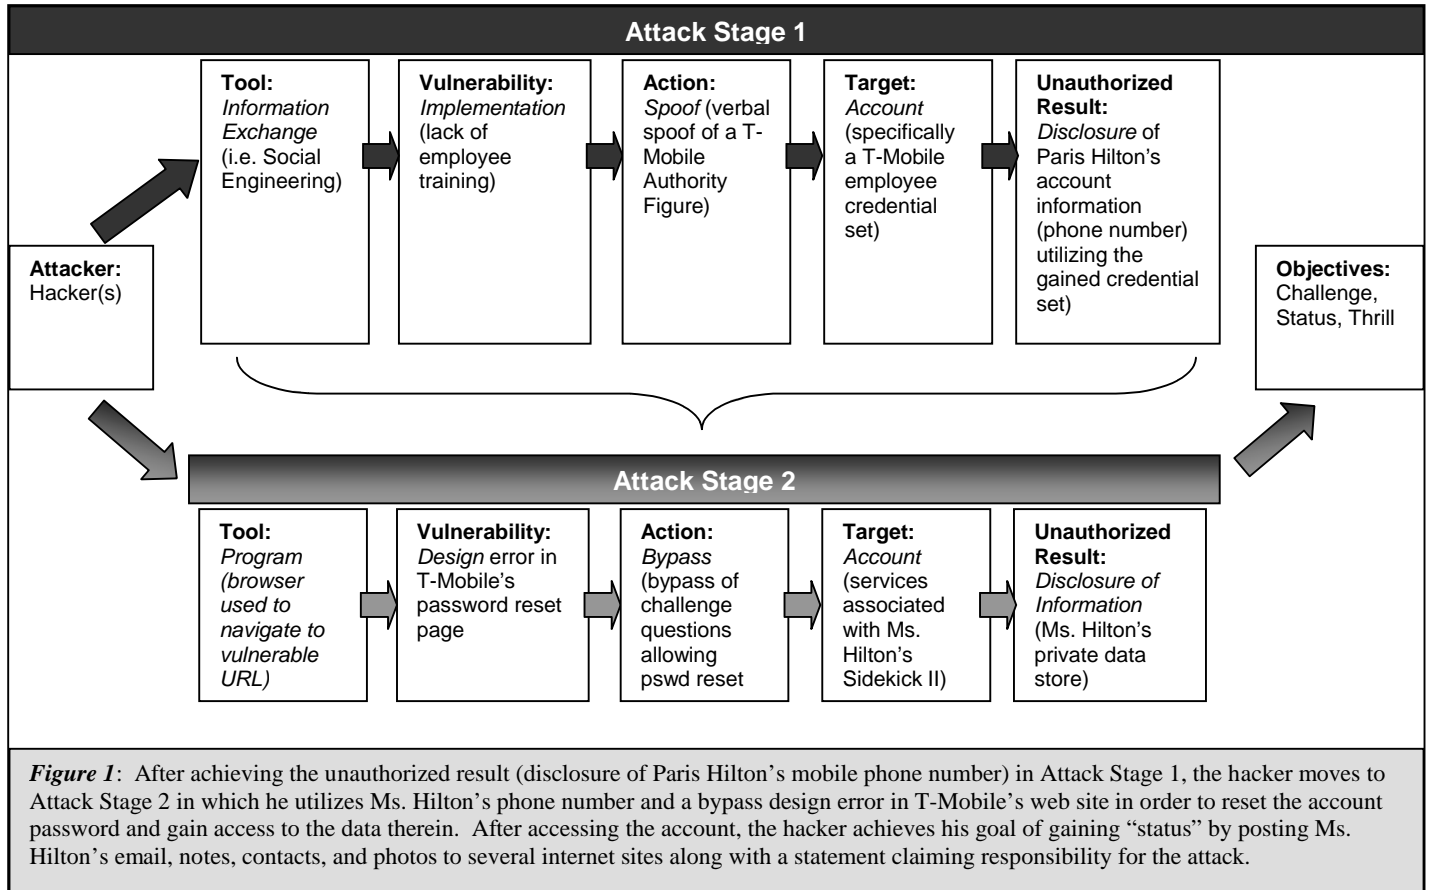 Attack Stage 1
Tool:
Information
Exchange
(i.e. Social
Engineering)
Vulnerability:
Implementation
(lack of
employee
training)
Action:
Spoof (verbal
spoof of a T-
Mobile
Authority
Figure)
Target:
Account
(specifically
a T-Mobile
employee
credential
set)
Unauthorized
Result:
Disclosure of
Paris Hilton's
account
information
(phone number)
utilizing the
gained credential
set)
Attacker:
Hacker(s)
Objectives:
Challenge,
Status, Thrill
Attack Stage 2
Tool:
Program
(browser
used to
navigate to
vulnerable
URL)
Vulnerability:
Design error in
T-Mobile's
password reset
page
Action:
Bypass
(bypass of
challenge
questions
allowing
pswd reset
Target:
Account
(services
associated
with Ms.
Hilton's
Sidekick II)
Unauthorized
Result:
Disclosure of
Information
(Ms. Hilton's
private data
store)
Figure 1: After achieving the unauthorized result (disclosure of Paris Hilton's mobile phone number) in Attack Stage 1, the hacker moves to
Attack Stage 2 in which he utilizes Ms. Hilton's phone number and a bypass design error in T-Mobile's web site in order to reset the account
password and gain access to the data therein. After accessing the account, the hacker achieves his goal of gaining "status" by posting Ms.
Hilton's email, notes, contacts, and photos to several internet sites along with a statement claiming responsibility for the attack.